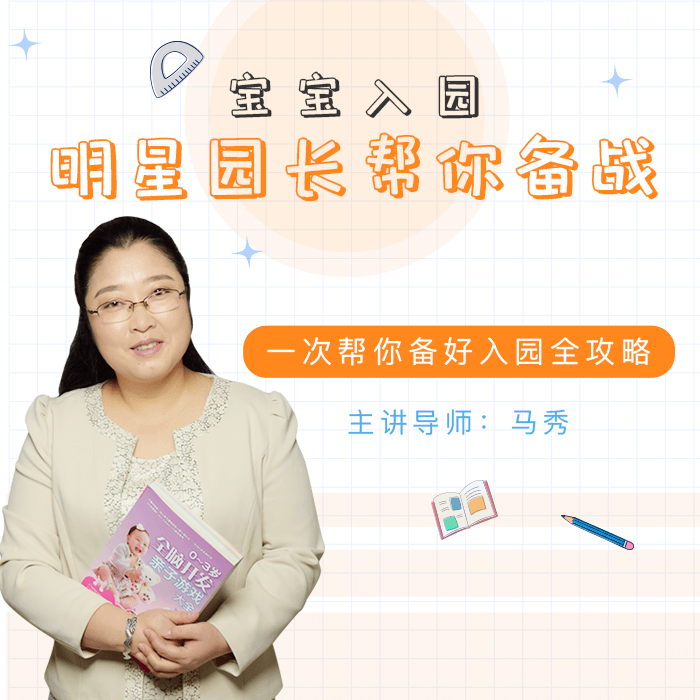 宝宝入园
明星园长帮你备战
一次帮你备好入园全攻略
主讲导师：马秀
0~3岁
全脑开发
亲子游戏
大全